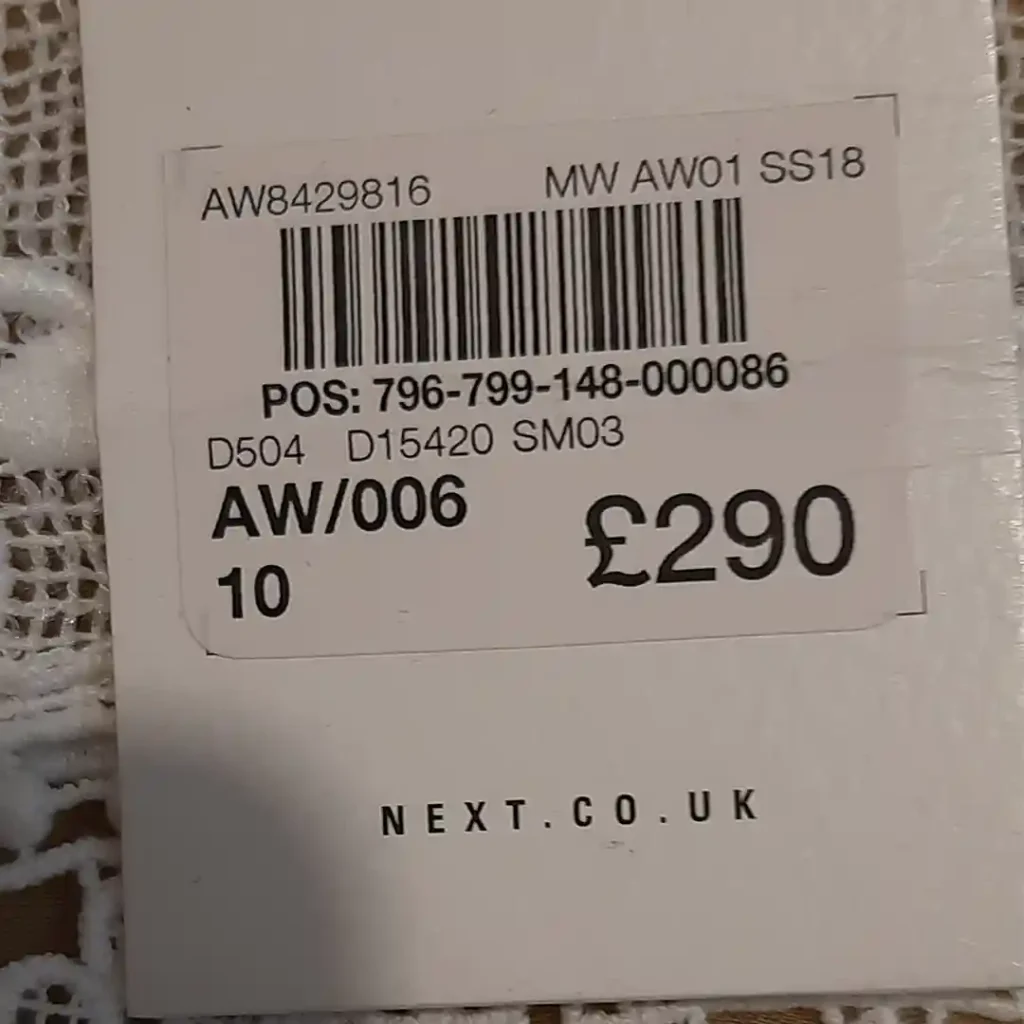 AW8429816 MW AW01 SS18
POS: 796-799-148-000086
D504 D15420 SM03
AW/006
£290
10
NEXT.CO.UK